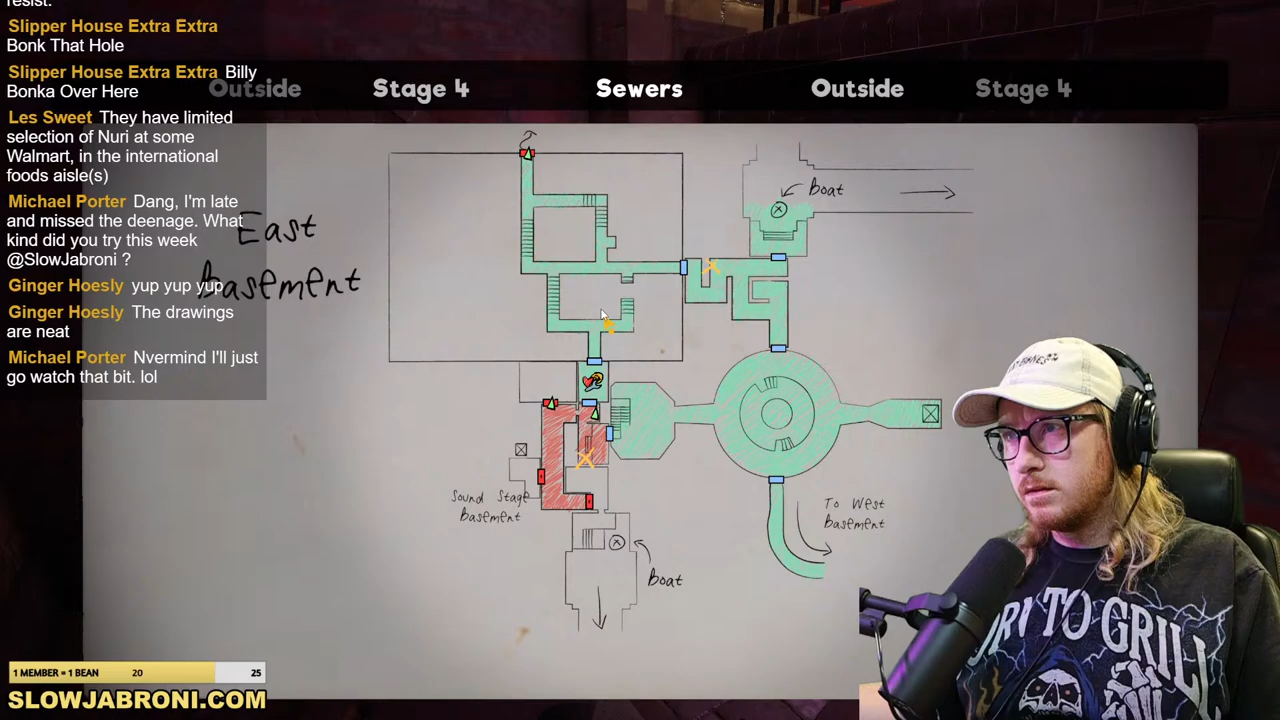 resist.
Slipper House Extra Extra
Bonk That Hole
Slipper House Extra Extra Billy
Bonka Over Here
Les Sweet They have limited
selection of Nuri at some
Walmart, in the international
foods aisle(s)
Michael Porter Dang, I'm late
and missed the deenage. What
kind did you try this week
@SlowJabroni ?
Ginger Hoesly yup yup yup
Ginger Hoesly The drawings
are neat
Michael Porter Nvermind I'll just
go watch that bit. lol
Outside Stage 4 Sewers Outside Stage 4
East
Basement
?
Boat
Sound Stage
Basement
To West
Basement
Boat
1 MEMBER = 1 BEAN 20 25
SLOWJABRONI.COM
TO GRILL